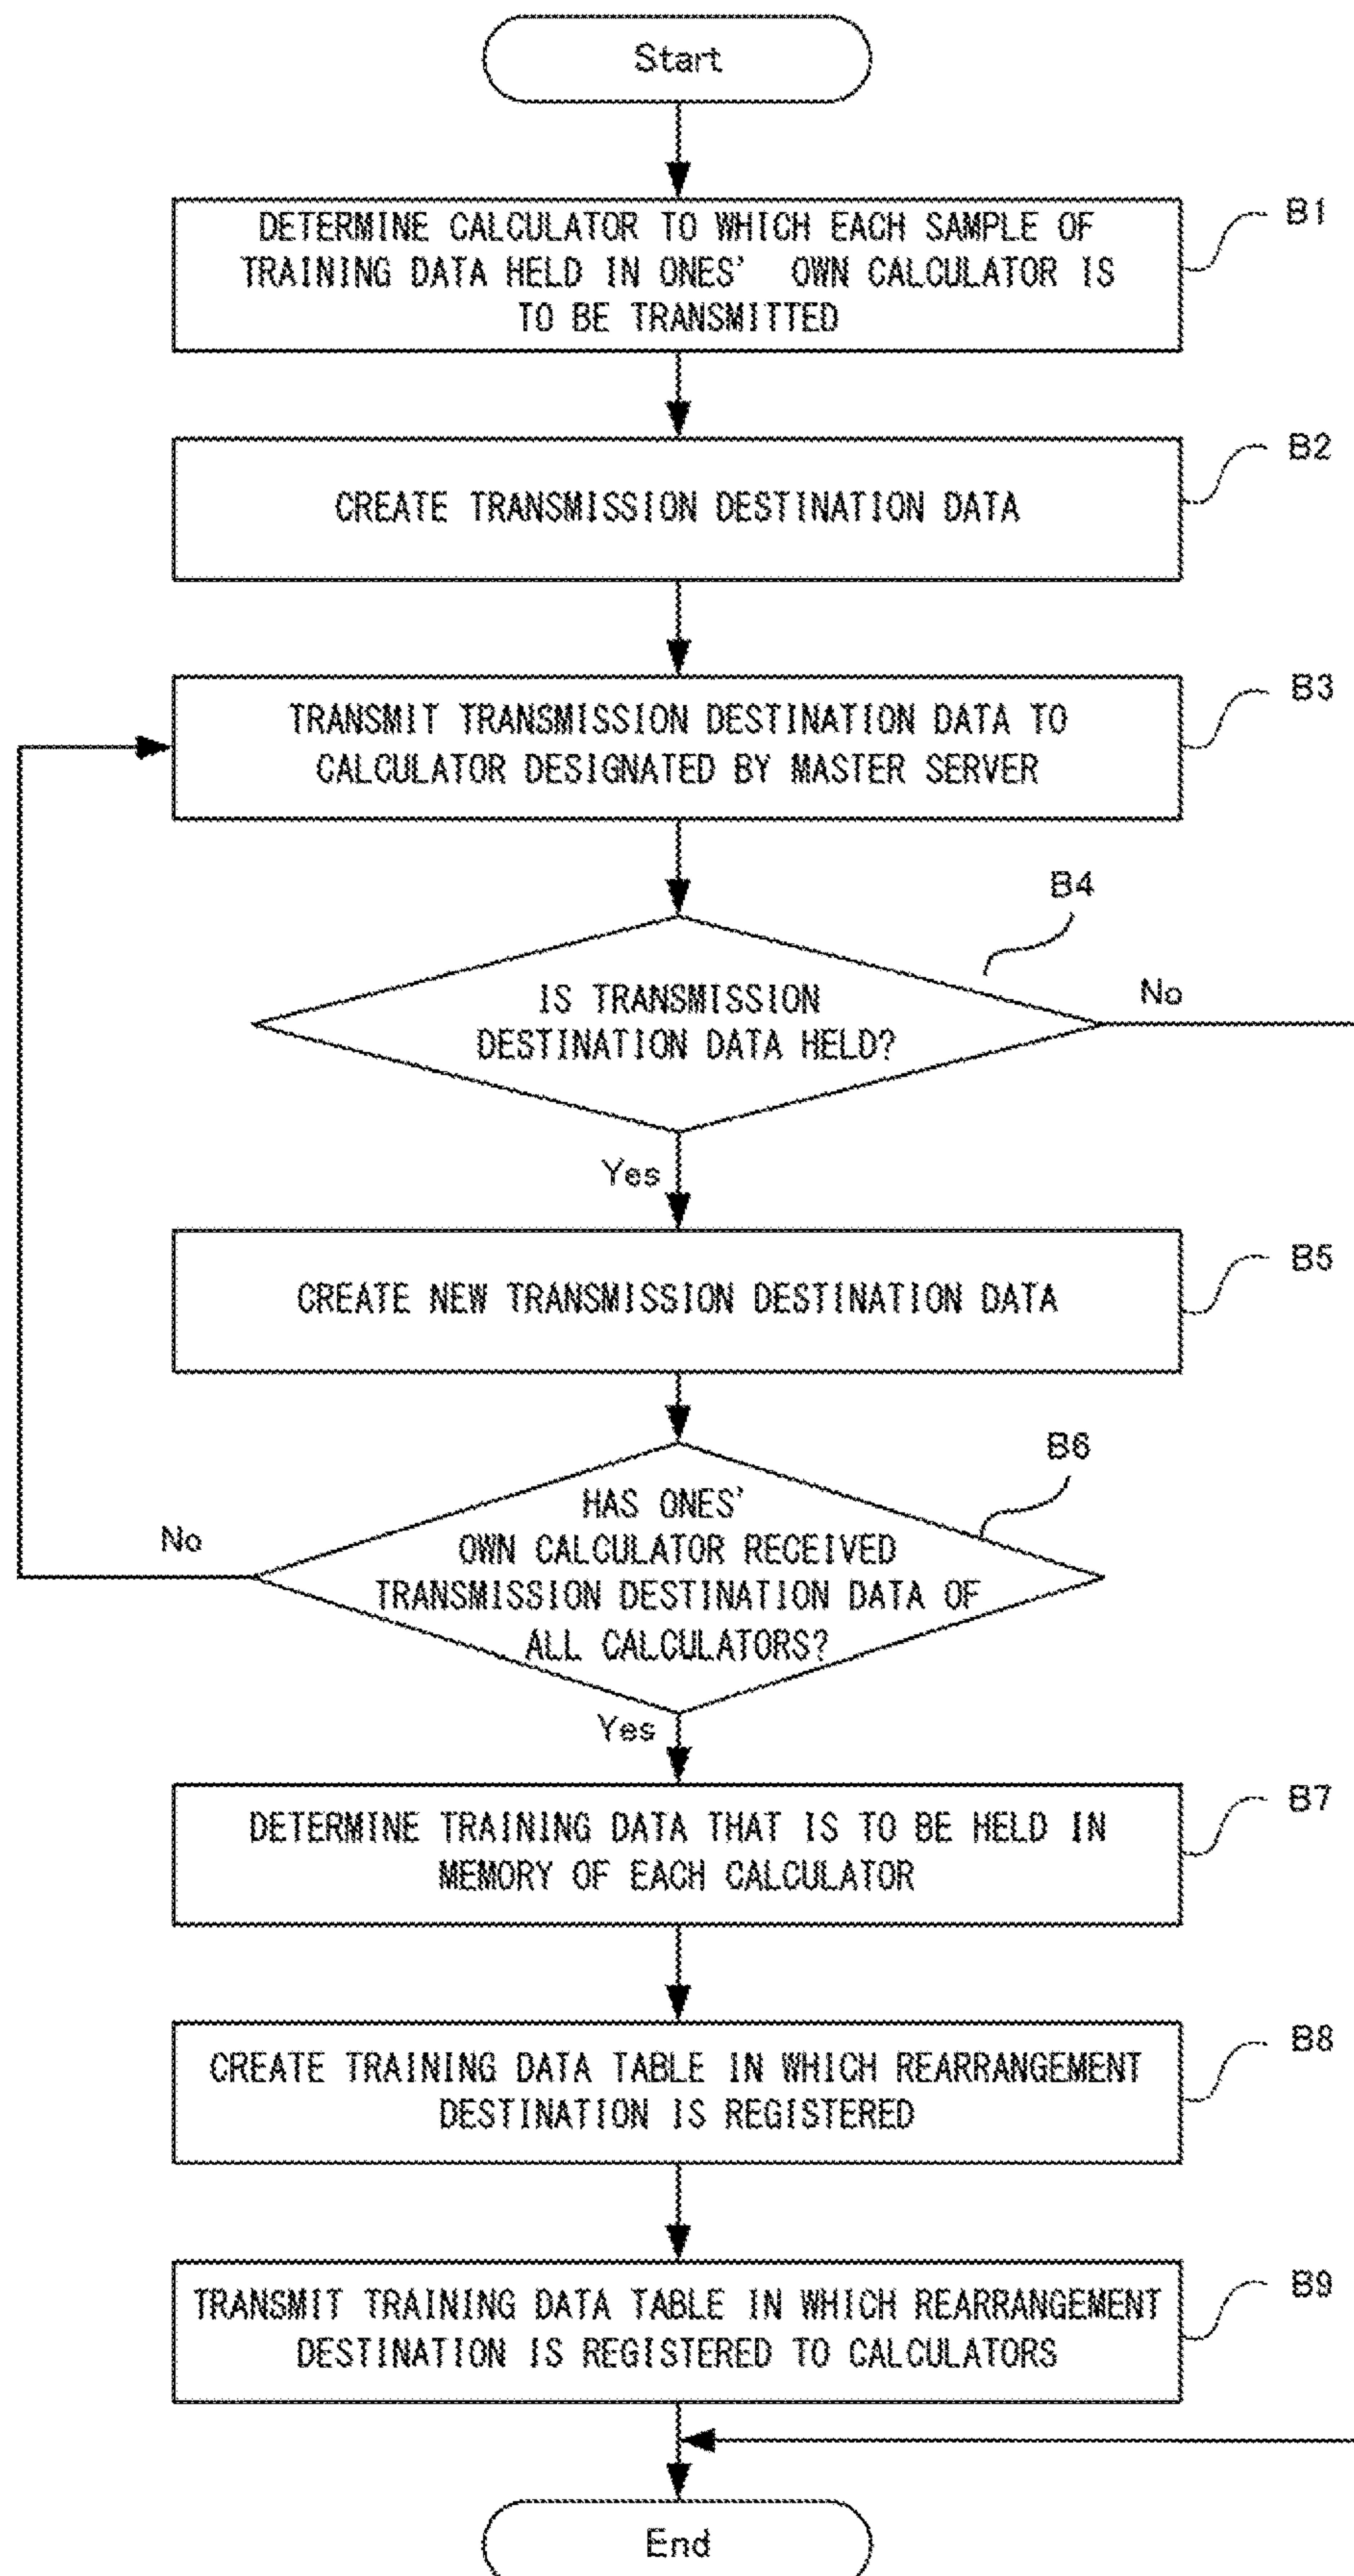 Start
DETERMINE CALCULATOR TO WHICH EACH SAMPLE OF
TRAINING DATA HELD IN ONES' OWN CALCULATOR IS
TO BE TRANSMITTED
B1
CREATE TRANSMISSION DESTINATION DATA
B2
TRANSMIT TRANSMISSION DESTINATION DATA TO
CALCULATOR DESIGNATED BY MASTER SERVER
B3
IS TRANSMISSION
DESTINATION DATA HELD?
B4
No
Yes
CREATE NEW TRANSMISSION DESTINATION DATA
B5
HAS ONES'
OWN CALCULATOR RECEIVED
TRANSMISSION DESTINATION DATA OF
ALL CALCULATORS?
B6
No
Yes
DETERMINE TRAINING DATA THAT IS TO BE HELD IN
MEMORY OF EACH CALCULATOR
B7
CREATE TRAINING DATA TABLE IN WHICH REARRANGEMENT
DESTINATION IS REGISTERED
B8
TRANSMIT TRAINING DATA TABLE IN WHICH REARRANGEMENT
DESTINATION IS REGISTERED TO CALCULATORS
B9
End